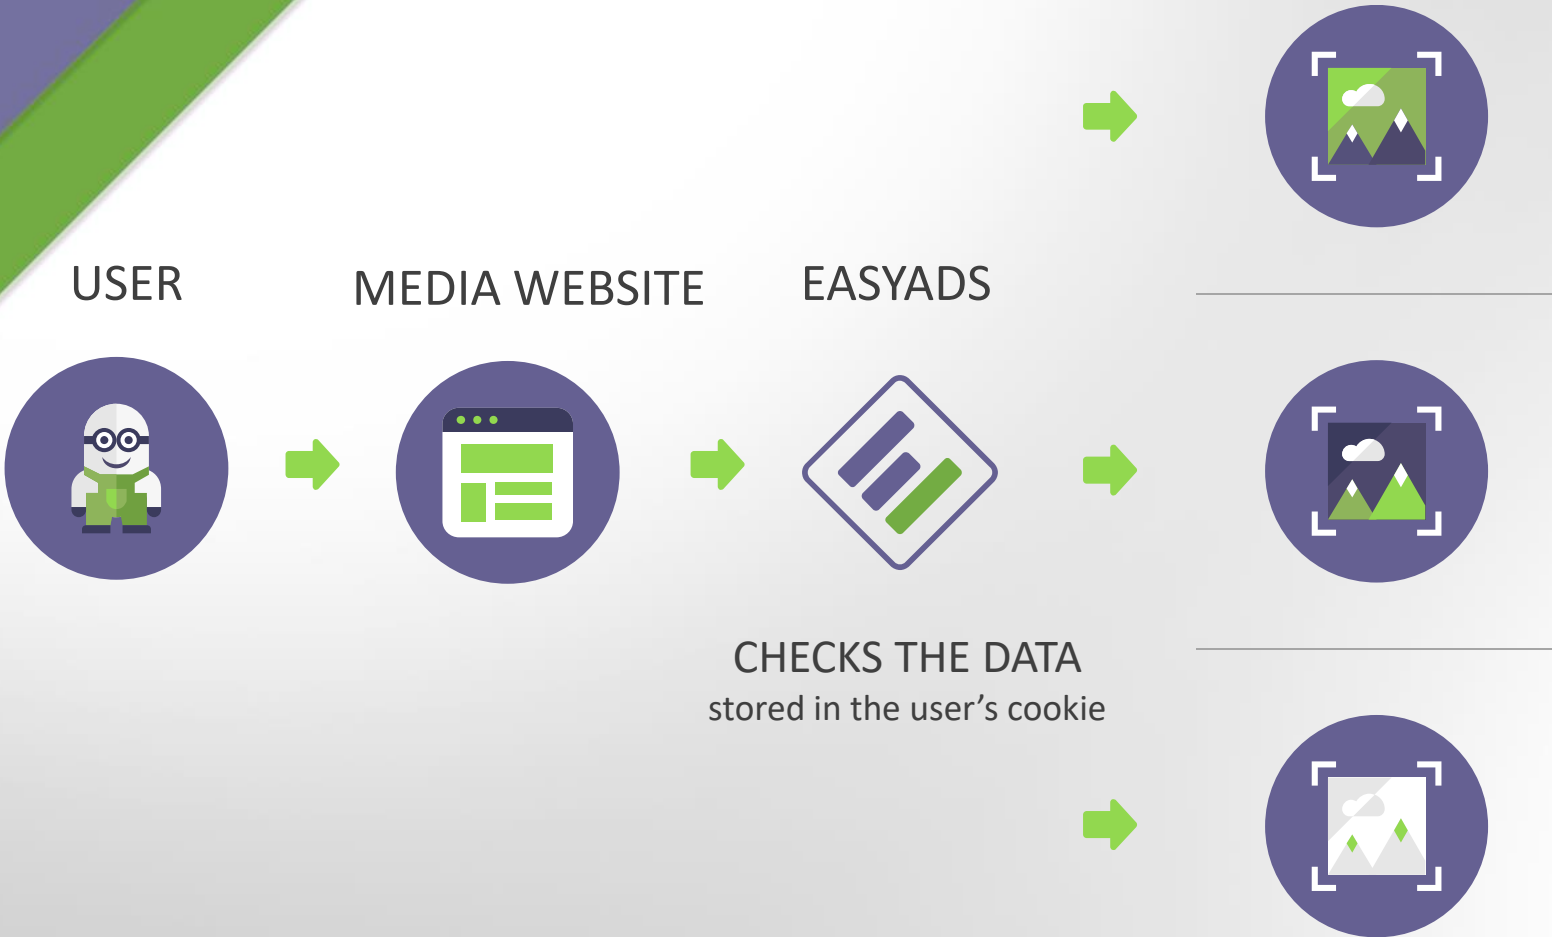 USER
MEDIA WEBSITE
EASYADS
CHECKS THE DATA
stored in the user’s cookie